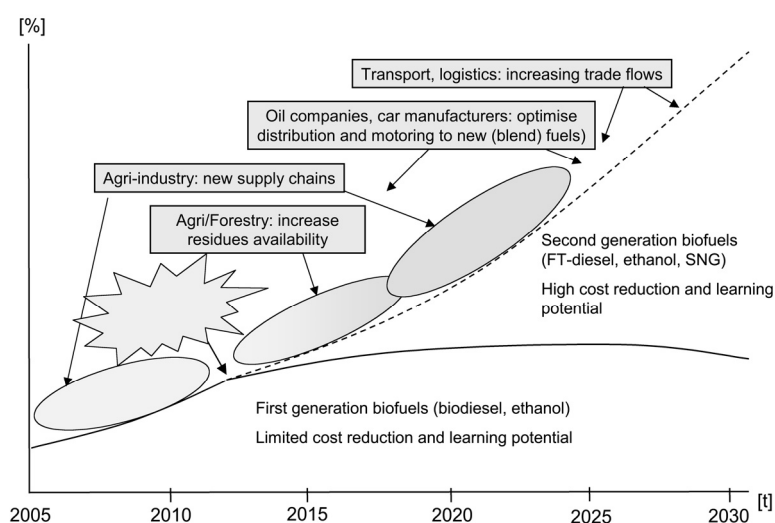 [%]
Transport, logistics: increasing trade flows
Oil companies, car manufacturers: optimise
distribution and motoring to new (blend) fuels)
Agri-industry: new supply chains
Agri/Forestry: increase
residues availability
Second generation biofuels
(FT-diesel, ethanol, SNG)
High cost reduction and learning
potential
First generation biofuels (biodiesel, ethanol)
Limited cost reduction and learning potential
[t]
2005 2010 2015 2020 2025 2030